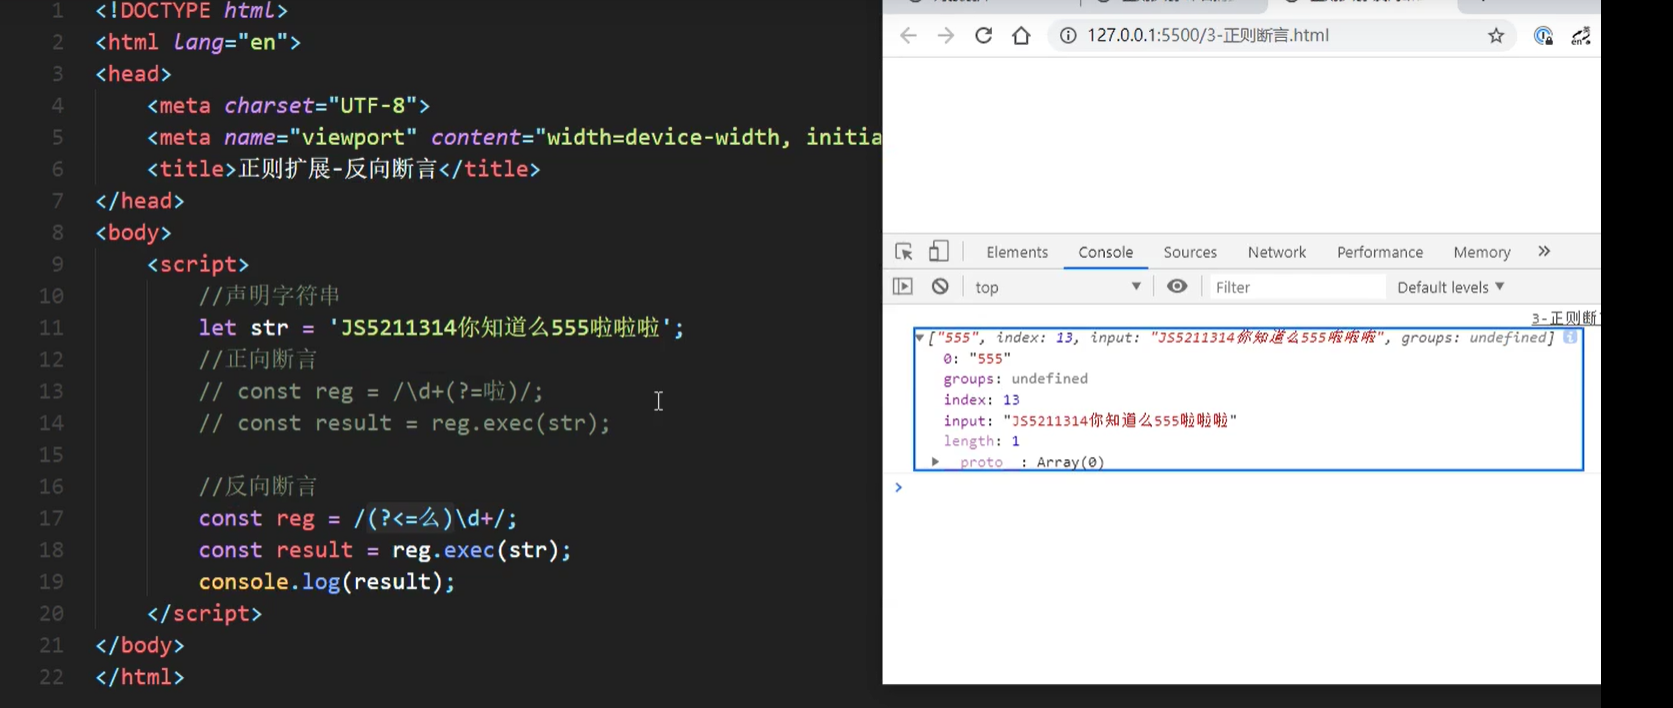 1 <!DOCTYPE html>
2 <html lang="en">
3 <head>
4 <meta charset="UTF-8">
5 <meta name="viewport" content="width=device-width, initia
6 <title>正则扩展-反向断言</title>
7 </head>
8 <body>
9 <script>
10 //声明字符串
11 let str = 'JS5211314你知道么555啦啦啦';
12 //正向断言
13 // const reg = /\d+(?=啦)/;
14 // const result = reg.exec(str);
15
16 //反向断言
17 const reg = /(?<=么)\d+/;
18 const result = reg.exec(str);
19 console.log(result);
20 </script>
21 </body>
22 </html>
127.0.0.1:5500/3-正则断言.html
en
Elements Console Sources Network Performance Memory »
top Filter Default levels
3-正则断
["555", index: 13, input: "JS5211314你知道么555啦啦啦", groups: undefined]
0: "555"
groups: undefined
index: 13
input: "JS5211314你知道么555啦啦啦"
length: 1
__proto__: Array(0)